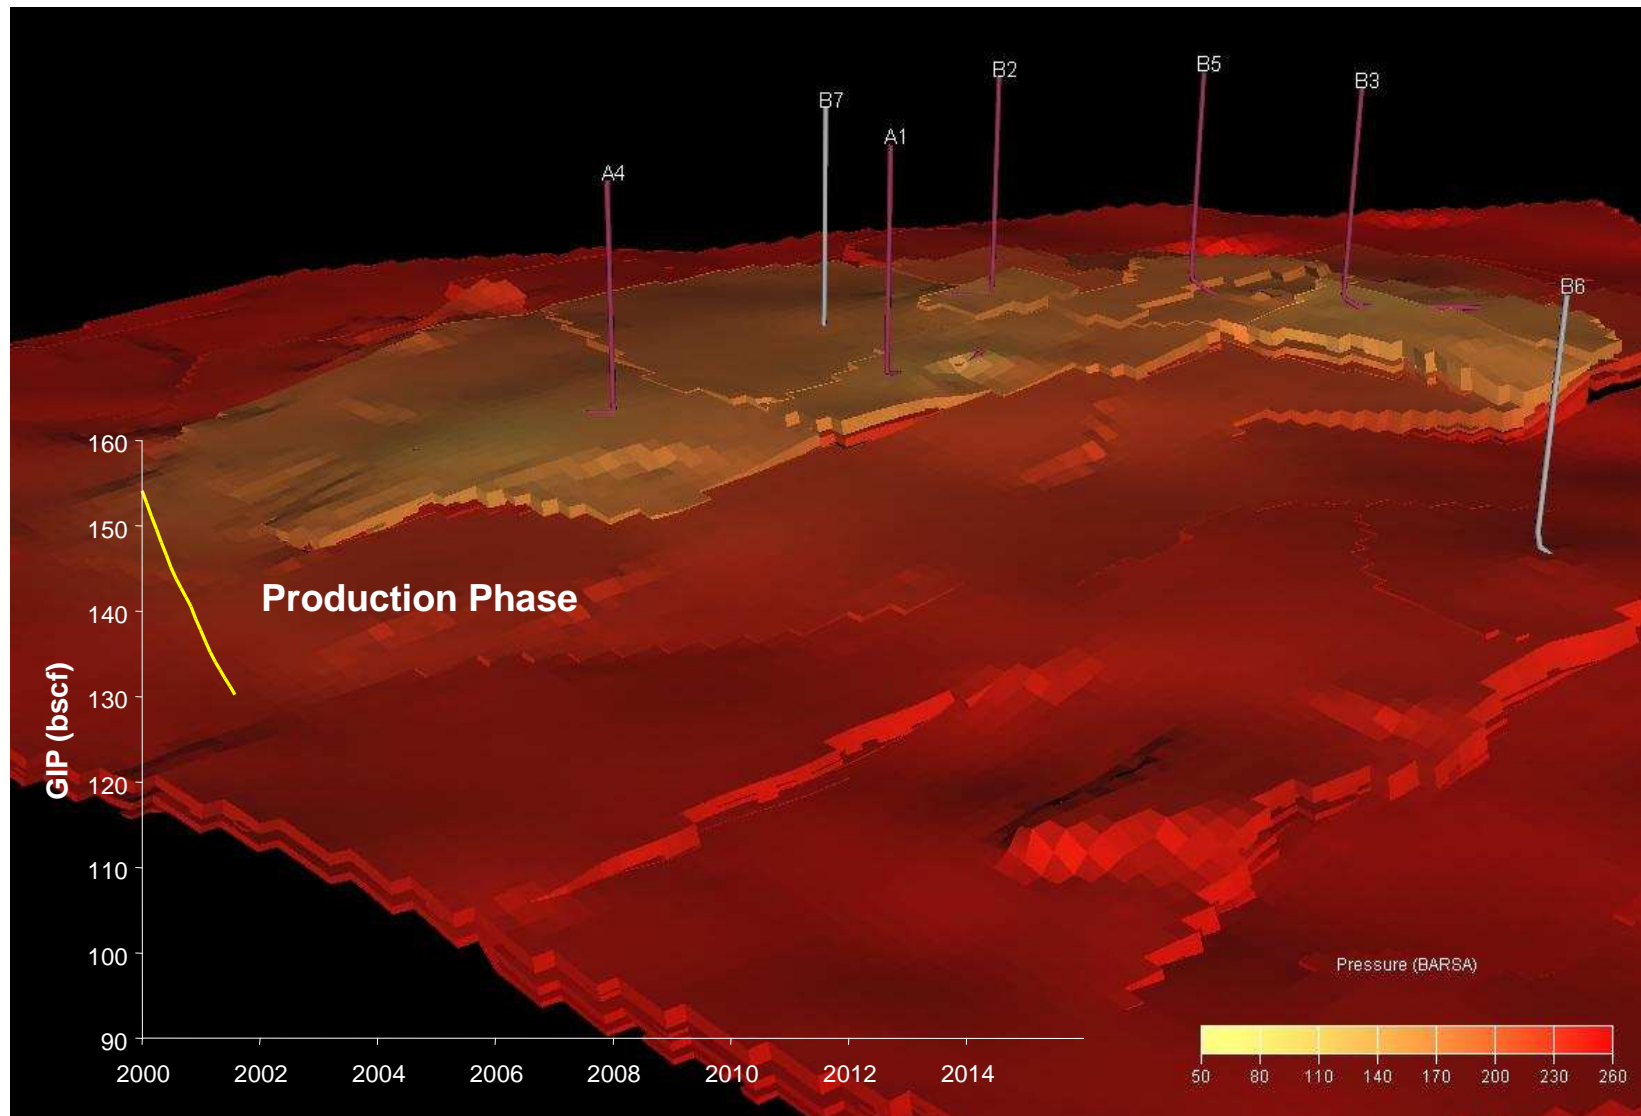 B2
B5
B3
B7
A1
A4
B6
160
150
140
130
120
110
100
90
GIP (bscf)
Production Phase
2000 2002 2004 2006 2008 2010 2012 2014
Pressure (BARSA)
50 80 110 140 170 200 230 260